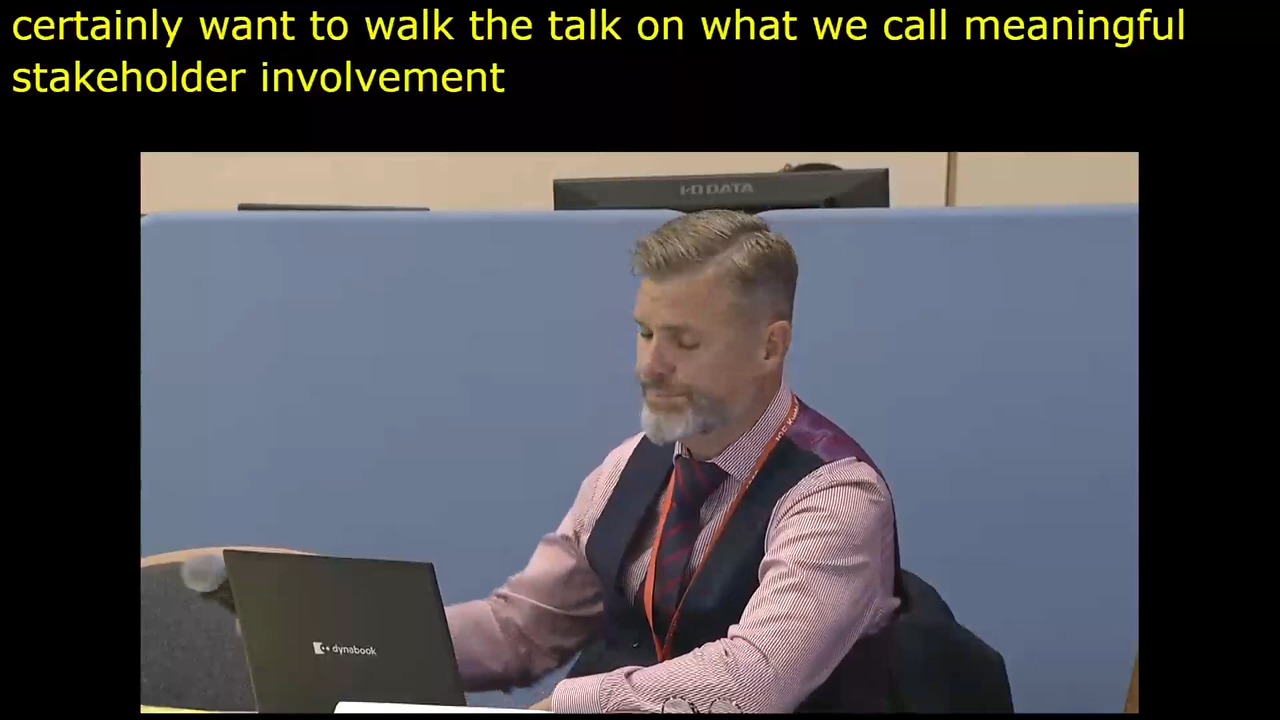 certainly want to walk the talk on what we call meaningful
stakeholder involvement
I-O DATA
dynabook